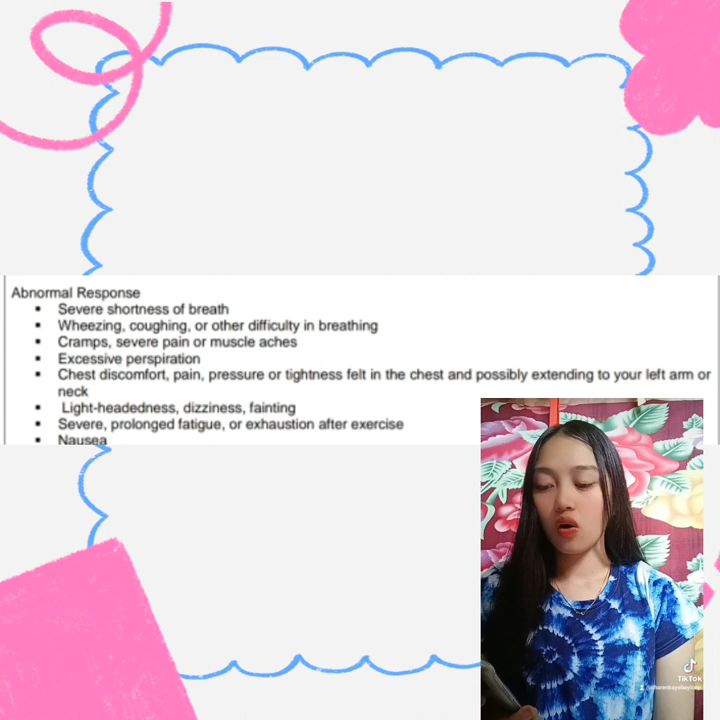 Abnormal Response
▪ Severe shortness of breath
▪ Wheezing, coughing, or other difficulty in breathing
▪ Cramps, severe pain or muscle aches
▪ Excessive perspiration
▪ Chest discomfort, pain, pressure or tightness felt in the chest and possibly extending to your left arm or
neck
▪ Light-headedness, dizziness, fainting
▪ Severe, prolonged fatigue, or exhaustion after exercise
▪ Nausea
TikTok